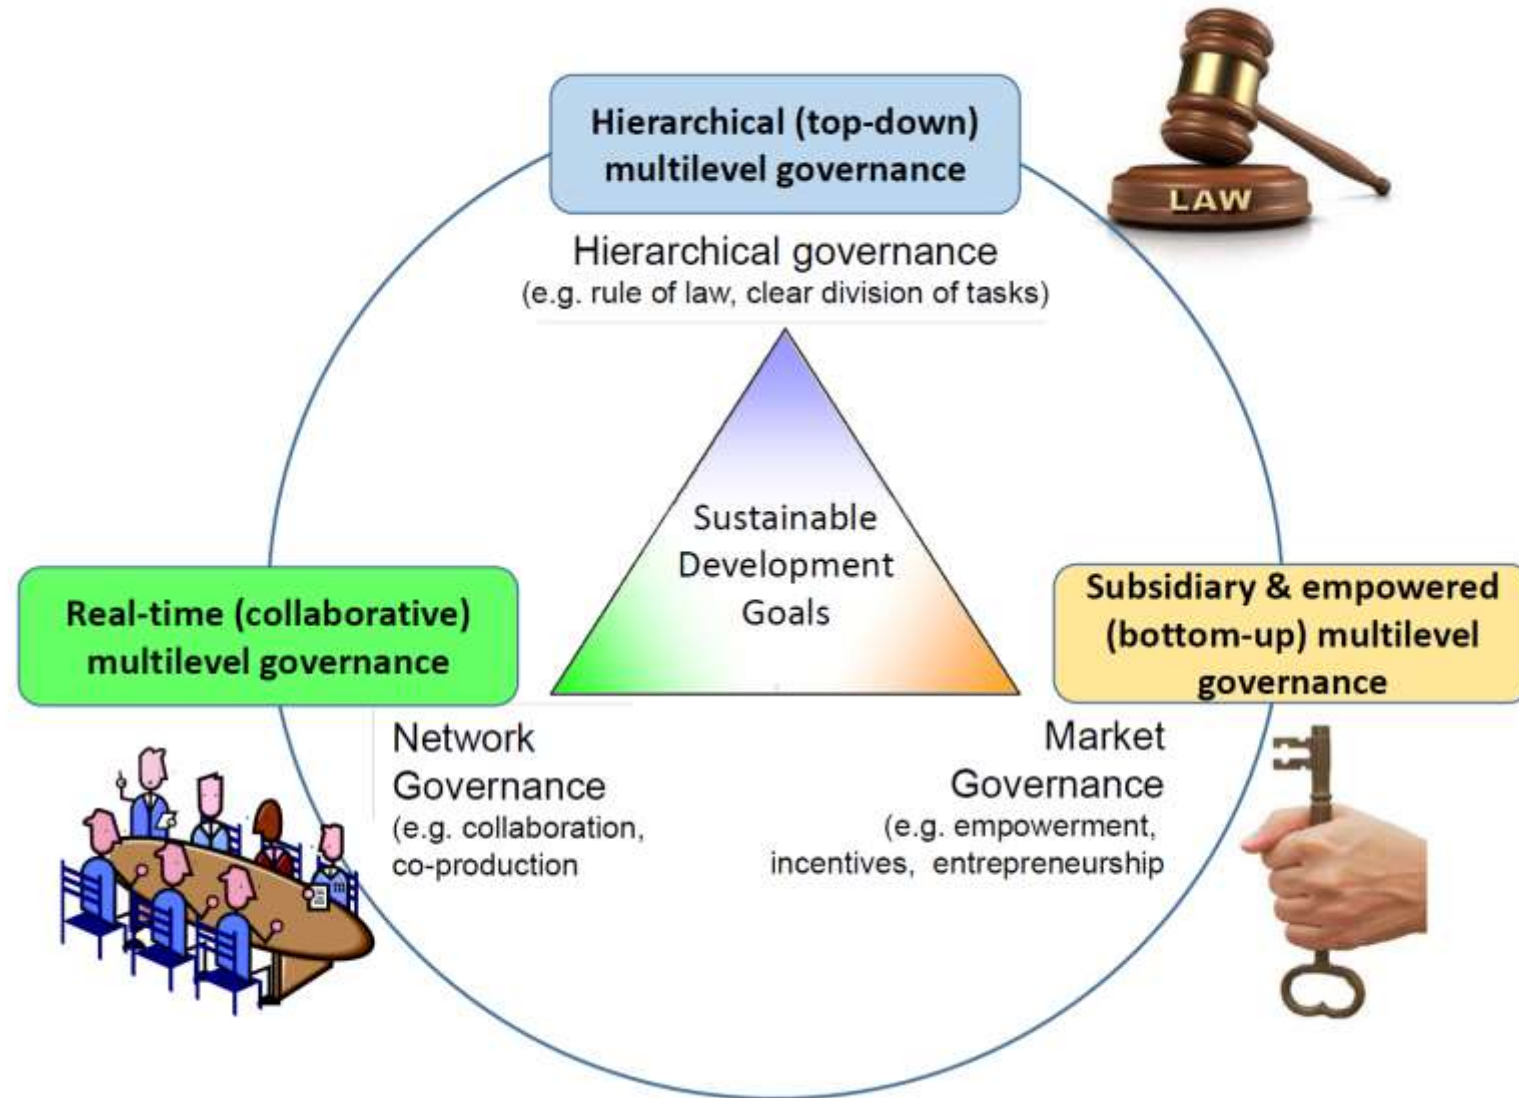 Hierarchical (top-down)
multilevel governance
LAW
Hierarchical governance
(e.g. rule of law, clear division of tasks)
Sustainable
Development
Goals
Real-time (collaborative)
multilevel governance
Subsidiary & empowered
(bottom-up) multilevel
governance
Network
Governance
(e.g. collaboration,
co-production
Market
Governance
(e.g. empowerment,
incentives, entrepreneurship